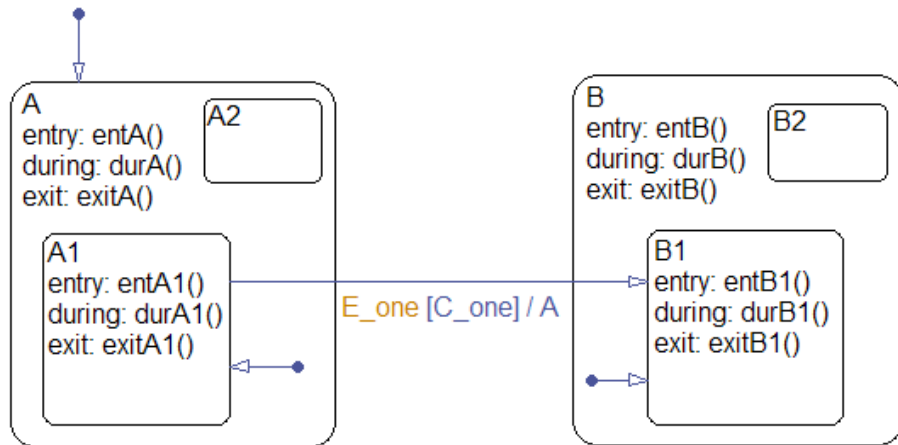 A
entry: entA()
during: durA()
exit: exitA()
A2
A1
entry: entA1()
during: durA1()
exit: exitA1()
E_one [C_one] / A
B
entry: entB()
during: durB()
exit: exitB()
B2
B1
entry: entB1()
during: durB1()
exit: exitB1()